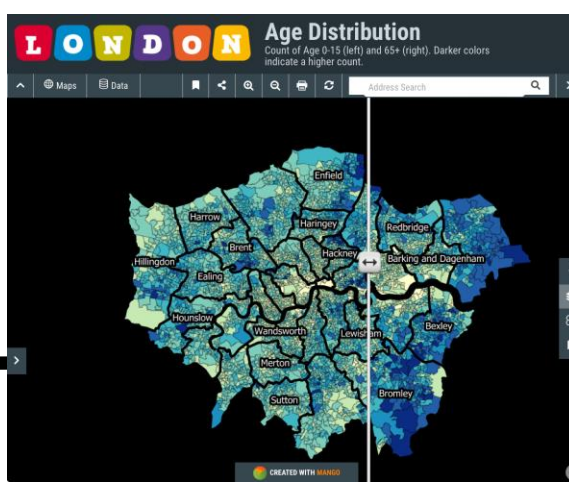 LONDON
Age Distribution
Count of Age 0-15 (left) and 65+ (right). Darker colors
indicate a higher count.
Maps
Data
Address Search
Enfield
Harrow
Haringey
Redbridge
Brent
Hackney
Barking and Dagenham
Hillingdon
Ealing
Hounslow
Wandsworth
Lewish
Bexley
Merton
Sutton
Bromley
CREATED WITH MANGO